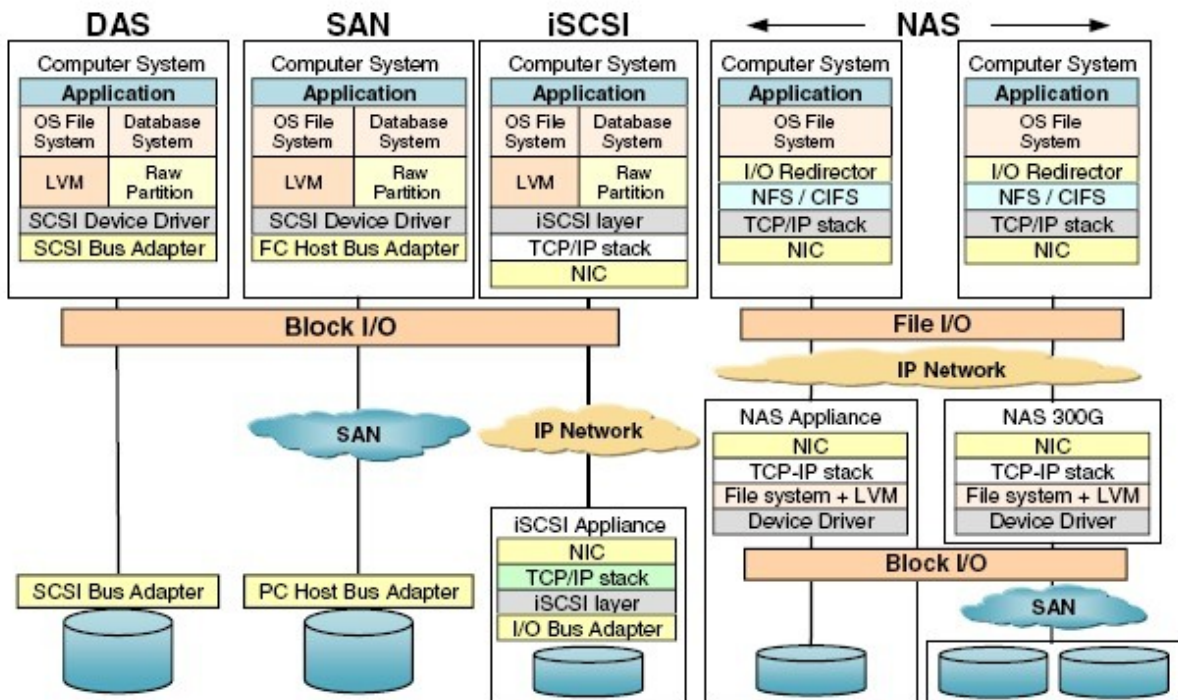 DAS
SAN
iSCSI
NAS
Computer System
Application
OS File System
Database System
LVM
Raw Partition
SCSI Device Driver
SCSI Bus Adapter
Computer System
Application
OS File System
Database System
LVM
Raw Partition
SCSI Device Driver
FC Host Bus Adapter
Computer System
Application
OS File System
Database System
LVM
Raw Partition
iSCSI layer
TCP/IP stack
NIC
Computer System
Application
OS File
System
I/O Redirector
NFS / CIFS
TCP/IP stack
NIC
Computer System
Application
OS File
System
I/O Redirector
NFS / CIFS
TCP/IP stack
NIC
Block I/O
File I/O
IP Network
SAN
IP Network
NAS Appliance
NIC
TCP-IP stack
File system + LVM
Device Driver
NAS 300G
NIC
TCP-IP stack
File system + LVM
Device Driver
iSCSI Appliance
NIC
TCP/IP stack
iSCSI layer
I/O Bus Adapter
Block I/O
SCSI Bus Adapter
PC Host Bus Adapter
SAN